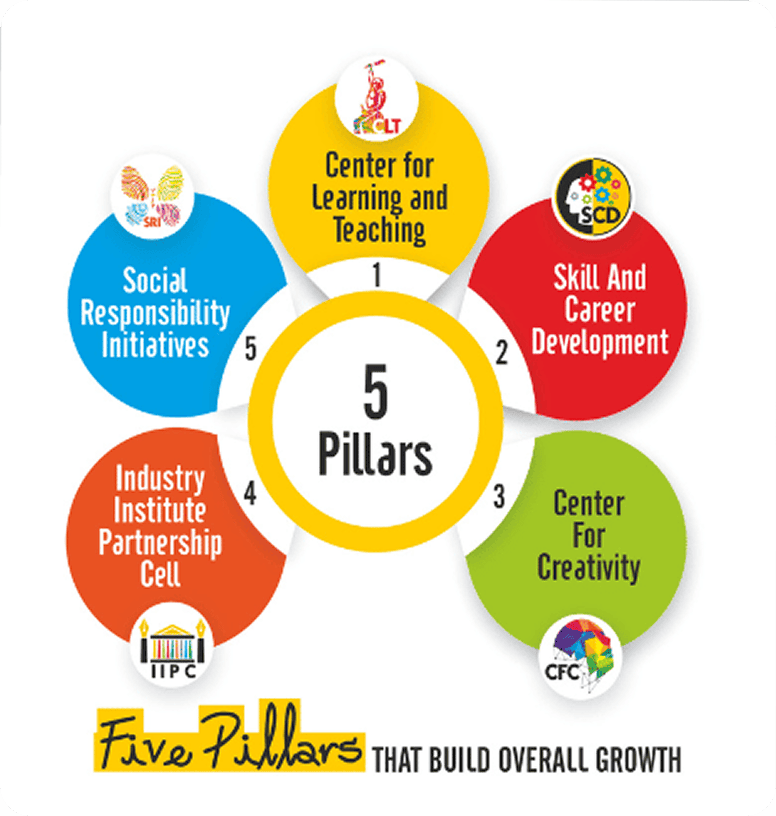 CLT
Center for
Learning and
Teaching
1
SCD
Skill And
Career
Development
2
3
Center
For
Creativity
CFC
4
Industry
Institute
Partnership
Cell
IIPC
SRI
Social
Responsibility
Initiatives
5
5
Pillars
Five Pillars THAT BUILD OVERALL GROWTH